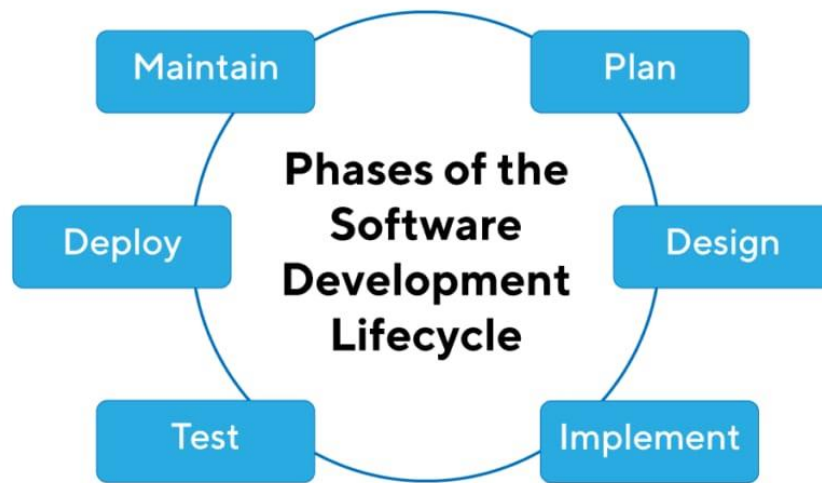 Maintain
Plan
Phases of the
Software
Development
Lifecycle
Deploy
Design
Test
Implement